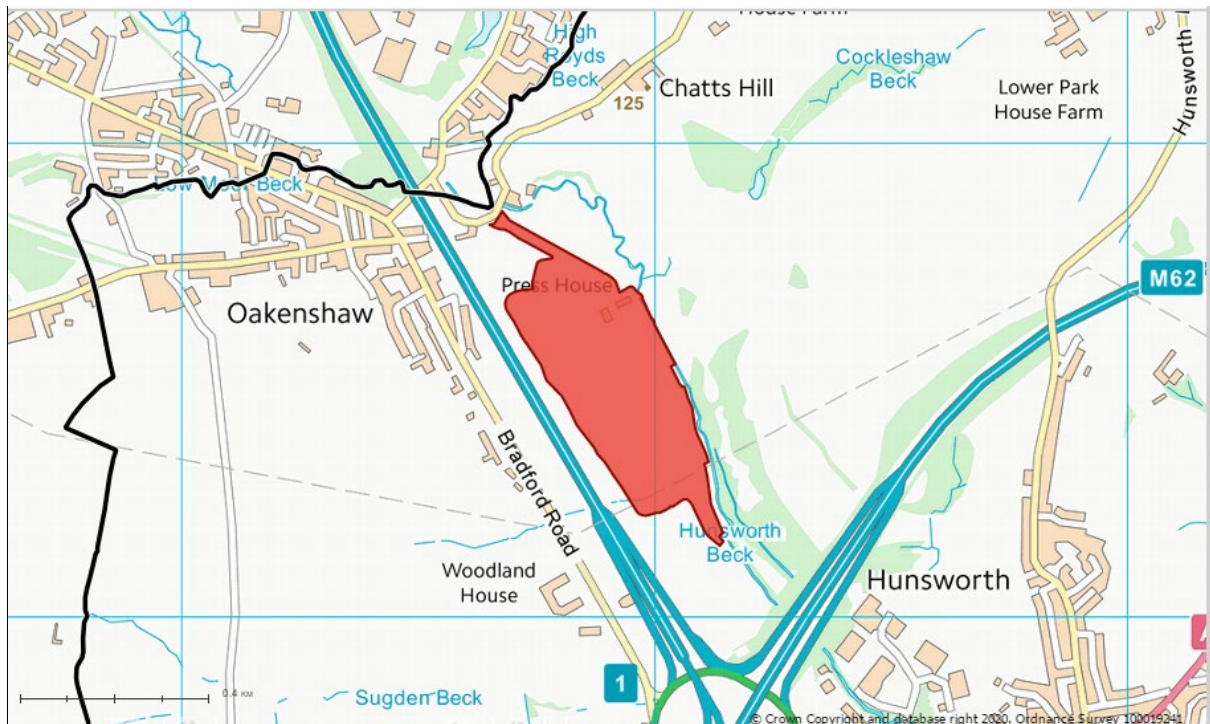 House Farm
High
Royds
Beck
Cockleshaw
Beck
Chatts Hill
125
Lower Park
House Farm
Hunsworth
Low Moor Beck
M62
Press House
Oakenshaw
Bradford Road
Hunsworth
Beck
Woodland
House
Hunsworth
1
A
Sugden Beck
0.4 км
© Crown Copyright and database right 2020. Ordnance Survey 100019241